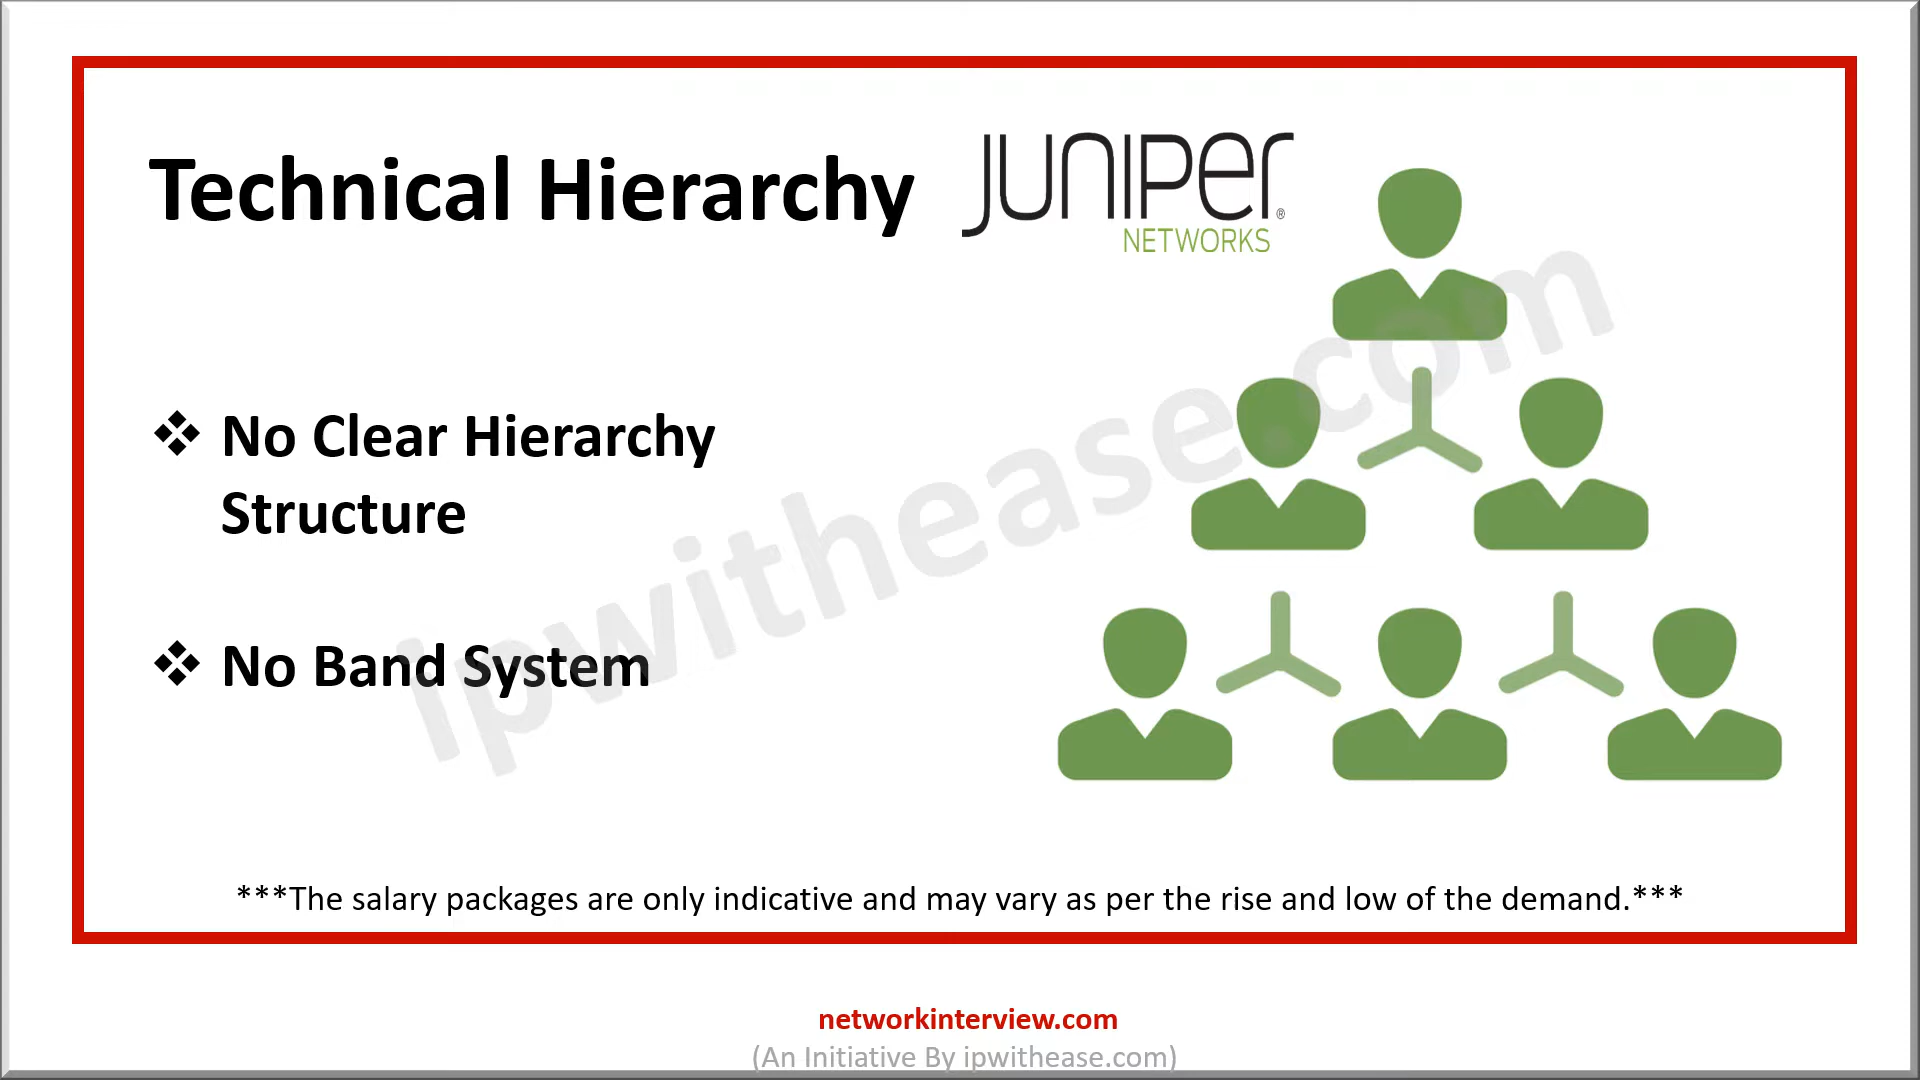 Technical Hierarchy
JUNIPer®
NETWORKS
❖ No Clear Hierarchy
Structure
❖ No Band System
ipwithease.com
***The salary packages are only indicative and may vary as per the rise and low of the demand.***
networkinterview.com
(An Initiative By ipwithease.com)